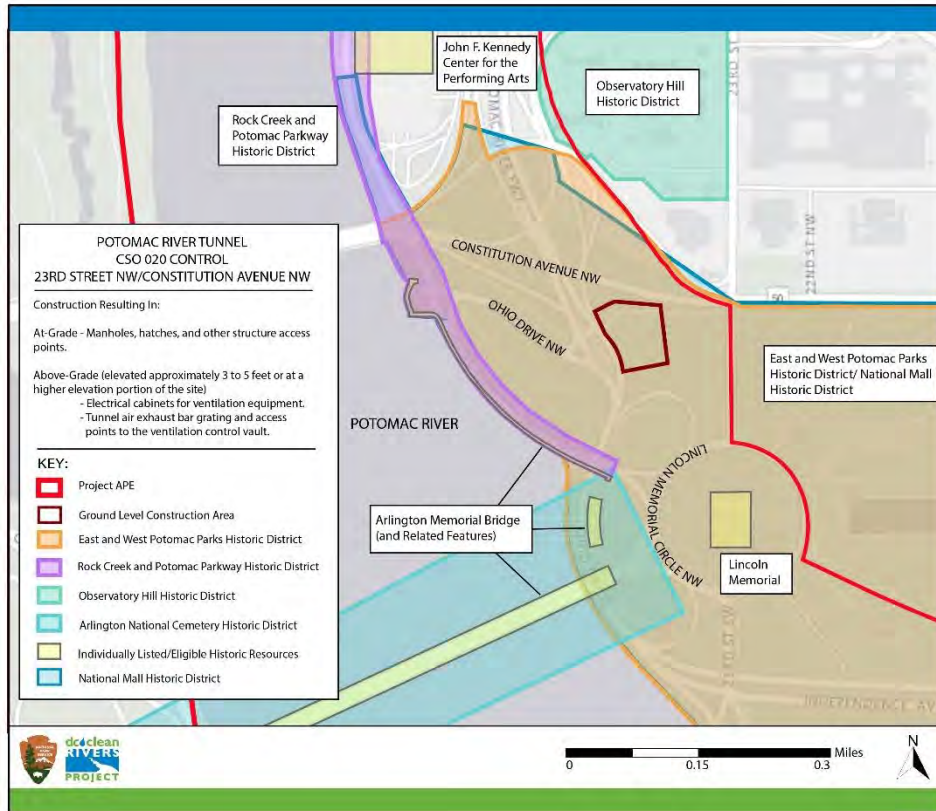 John F. Kennedy
Center for the
Performing Arts
Observatory Hill
Historic District
23RD ST
Rock Creek and
Potomac Parkway
Historic District
22ND ST NW
50
CONSTITUTION AVENUE NW
OHIO DRIVE NW
East and West Potomac Parks
Historic District/ National Mall
Historic District
POTOMAC RIVER
LINCOLN MEMORIAL CIRCLE NW
Arlington Memorial Bridge
(and Related Features)
Lincoln
Memorial
23RD ST SW
INDEPENDENCE AV
POTOMAC RIVER TUNNEL
CSO 020 CONTROL
23RD STREET NW/CONSTITUTION AVENUE NW
Construction Resulting In:
At-Grade - Manholes, hatches, and other structure access
points.
Above-Grade (elevated approximately 3 to 5 feet or at a
higher elevation portion of the site)
- Electrical cabinets for ventilation equipment.
- Tunnel air exhaust bar grating and access
points to the ventilation control vault.
KEY:
Project APE
Ground Level Construction Area
East and West Potomac Parks Historic District
Rock Creek and Potomac Parkway Historic District
Observatory Hill Historic District
Arlington National Cemetery Historic District
Individually Listed/Eligible Historic Resources
National Mall Historic District
dc clean
RIVERS
PROJECT
Miles
0 0.15 0.3
N